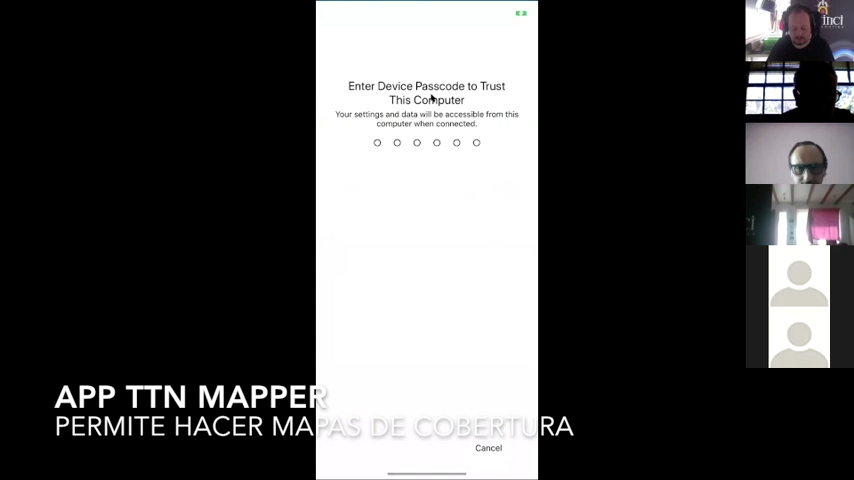 Enter Device Passcode to Trust
This Computer
Your settings and data will be accessible from this
computer when connected.
APP TTN MAPPER
PERMITE HACER MAPAS DE COBERTURA
Cancel